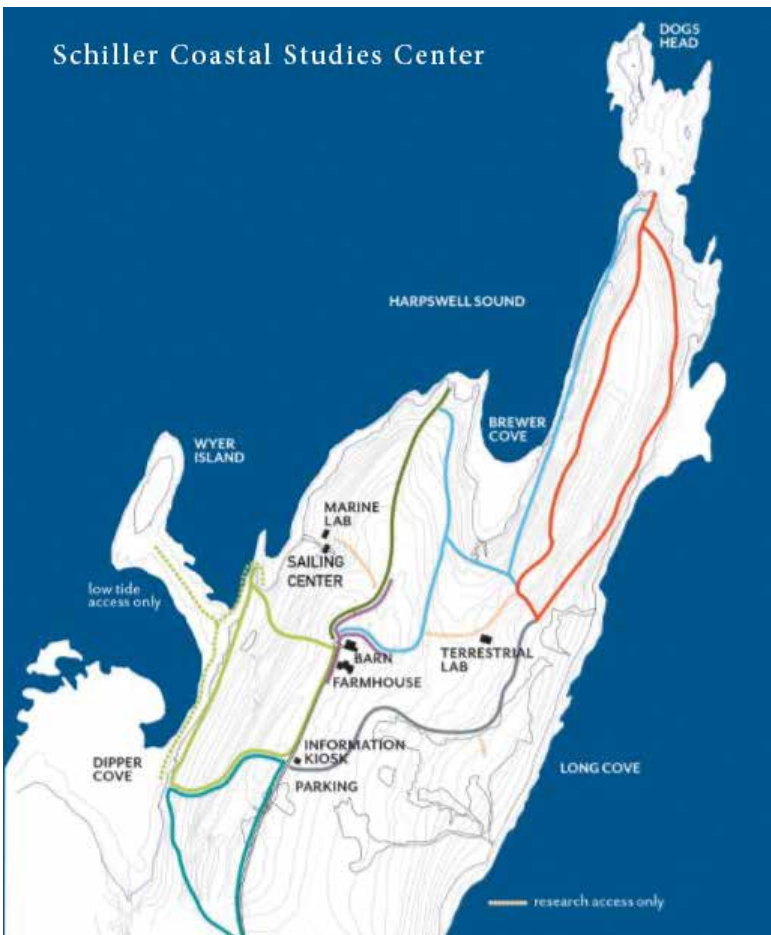 Schiller Coastal Studies Center
DOGS
HEAD
HARPSWELL SOUND
BREWER
COVE
WYER
ISLAND
MARINE
LAB
SAILING
CENTER
low tide
access only
BARN
TERRESTRIAL
LAB
FARMHOUSE
INFORMATION
KIOSK
DIPPER
COVE
PARKING
LONG COVE
research access only